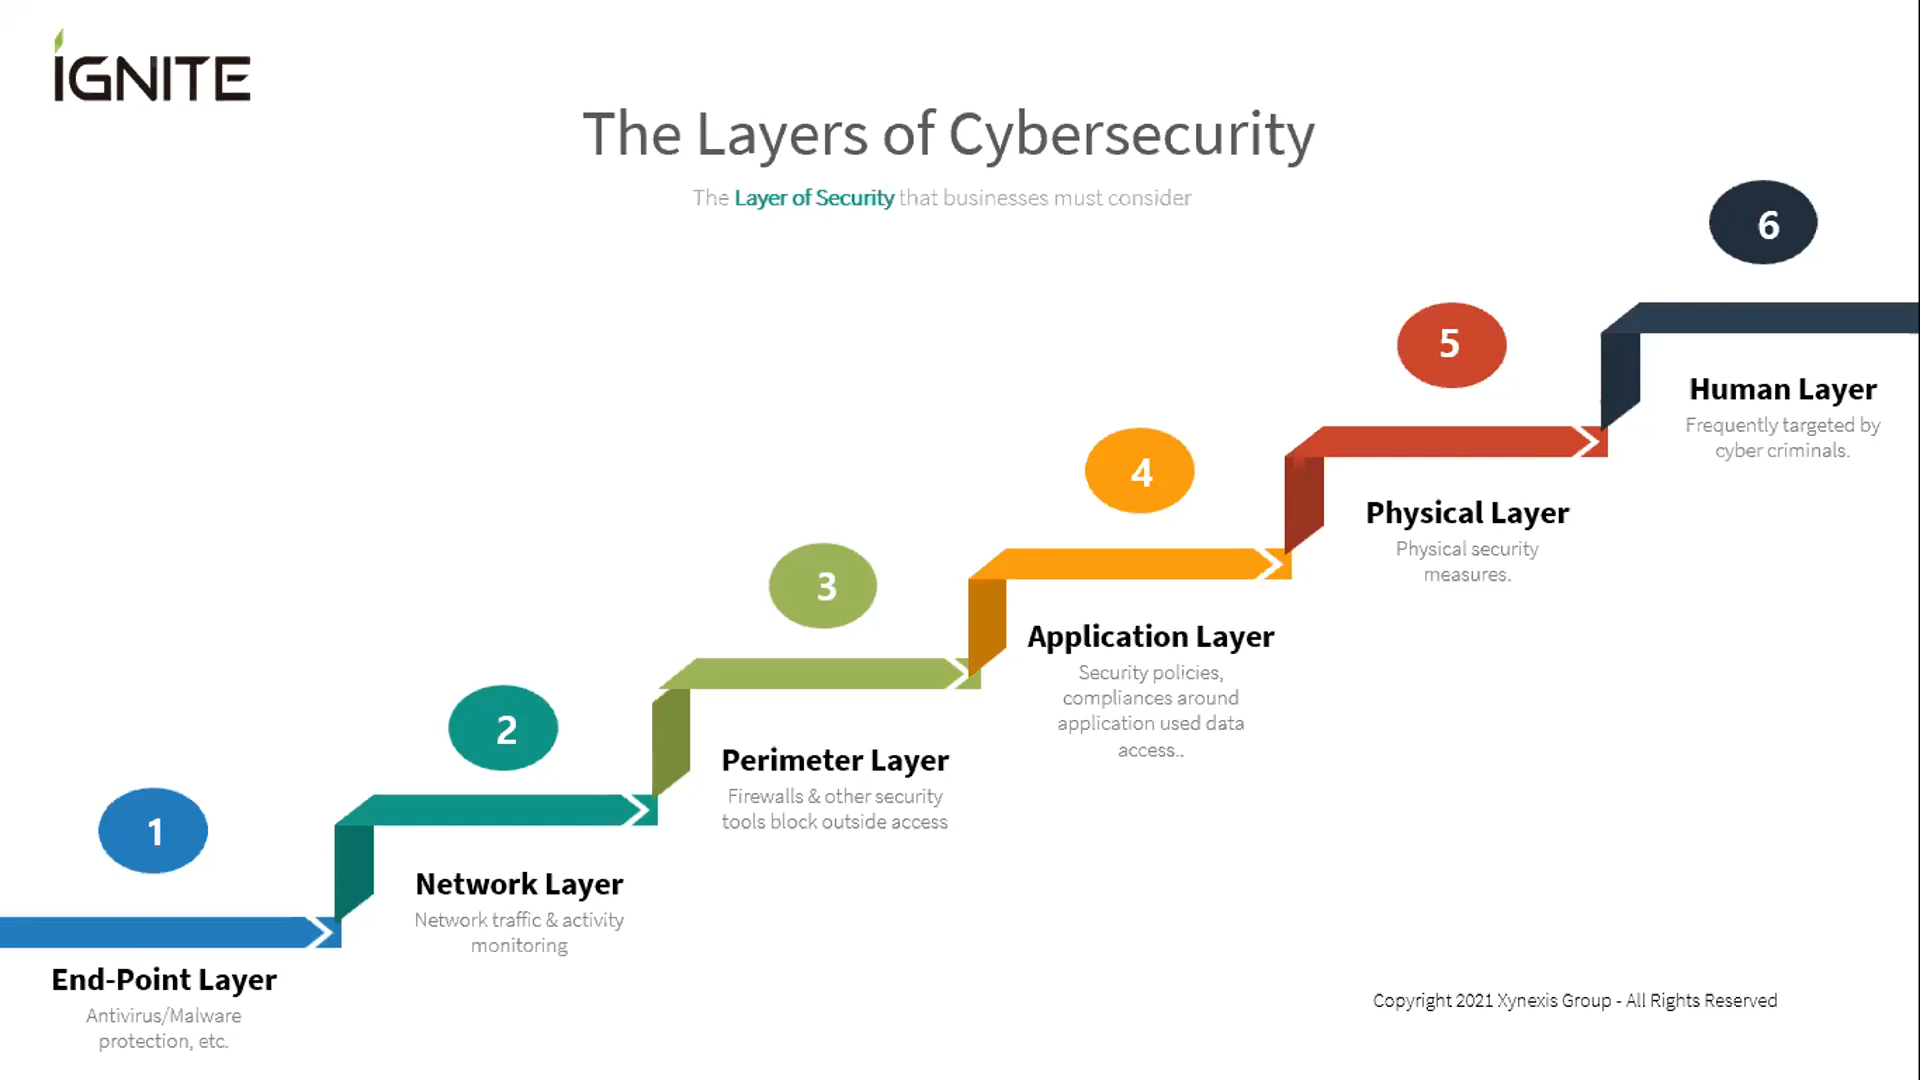 IGNITE
The Layers of Cybersecurity
The Layer of Security that businesses must consider
6
5
Human Layer
Frequently targeted by
cyber criminals.
4
Physical Layer
Physical security
measures.
3
Application Layer
Security policies,
compliances around
application used data
access..
2
Perimeter Layer
Firewalls & other security
tools block outside access
1
Network Layer
Network traffic & activity
monitoring
End-Point Layer
Antivirus/Malware
protection, etc.
Copyright 2021 Xynexis Group - All Rights Reserved